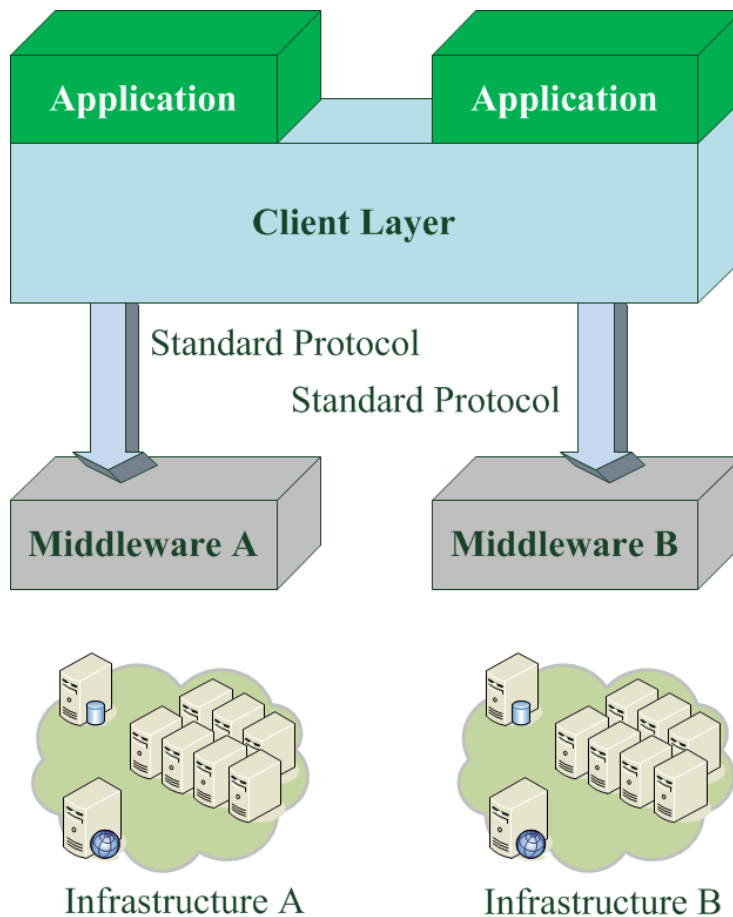 Application
Application
Client Layer
Standard Protocol
Standard Protocol
Middleware A
Middleware B
Infrastructure A
Infrastructure B